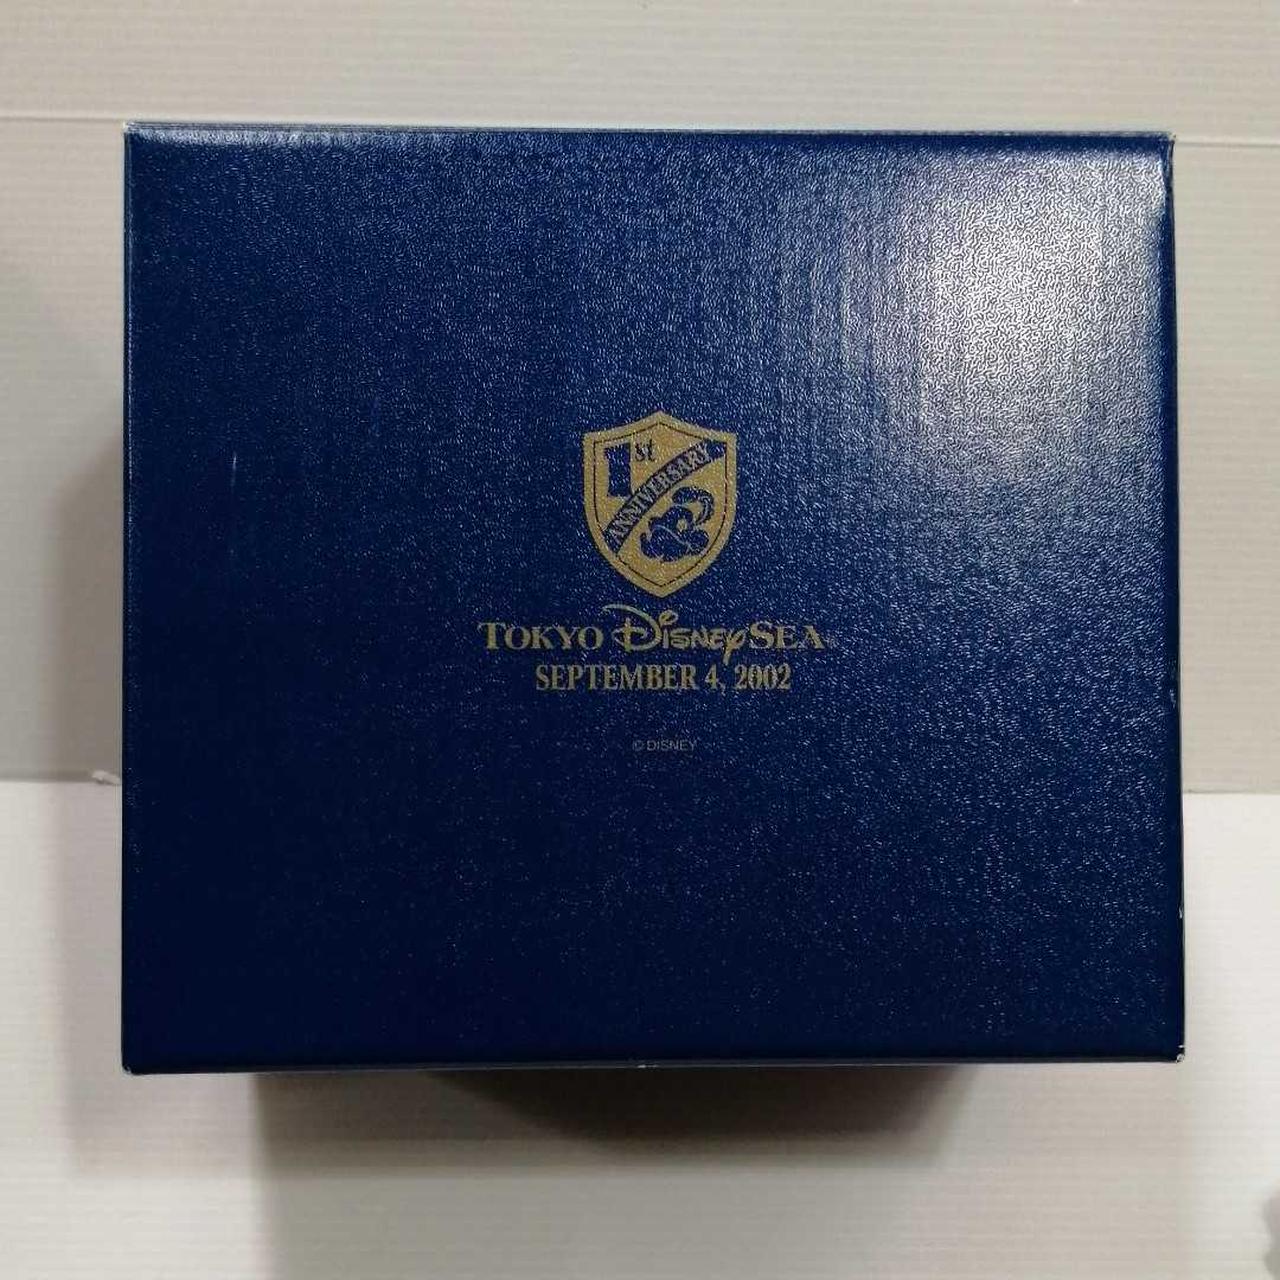 1st
ANNIVERSARY
TOKYO DISNEYSEA®
SEPTEMBER 4, 2002
© DISNEY